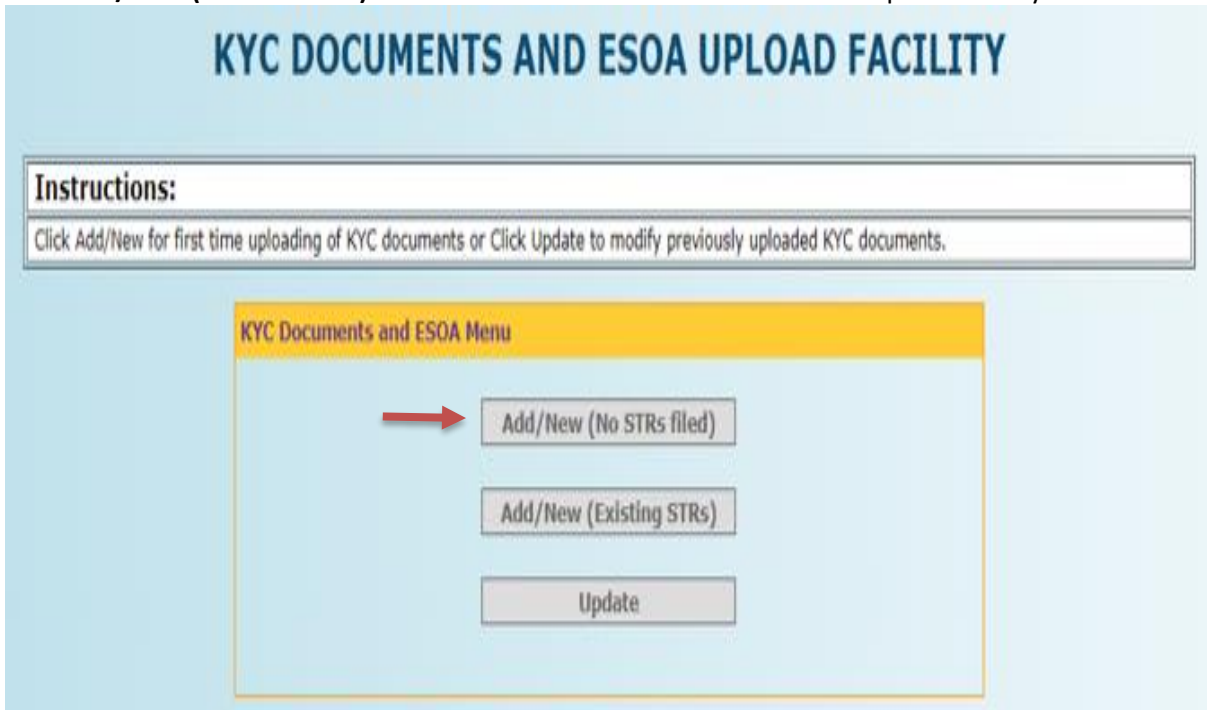 KYC DOCUMENTS AND ESOA UPLOAD FACILITY
Instructions:
Click Add/New for first time uploading of KYC documents or Click Update to modify previously uploaded KYC documents.
KYC Documents and ESOA Menu
Add/New (No STRs filed)
Add/New (Existing STRs)
Update